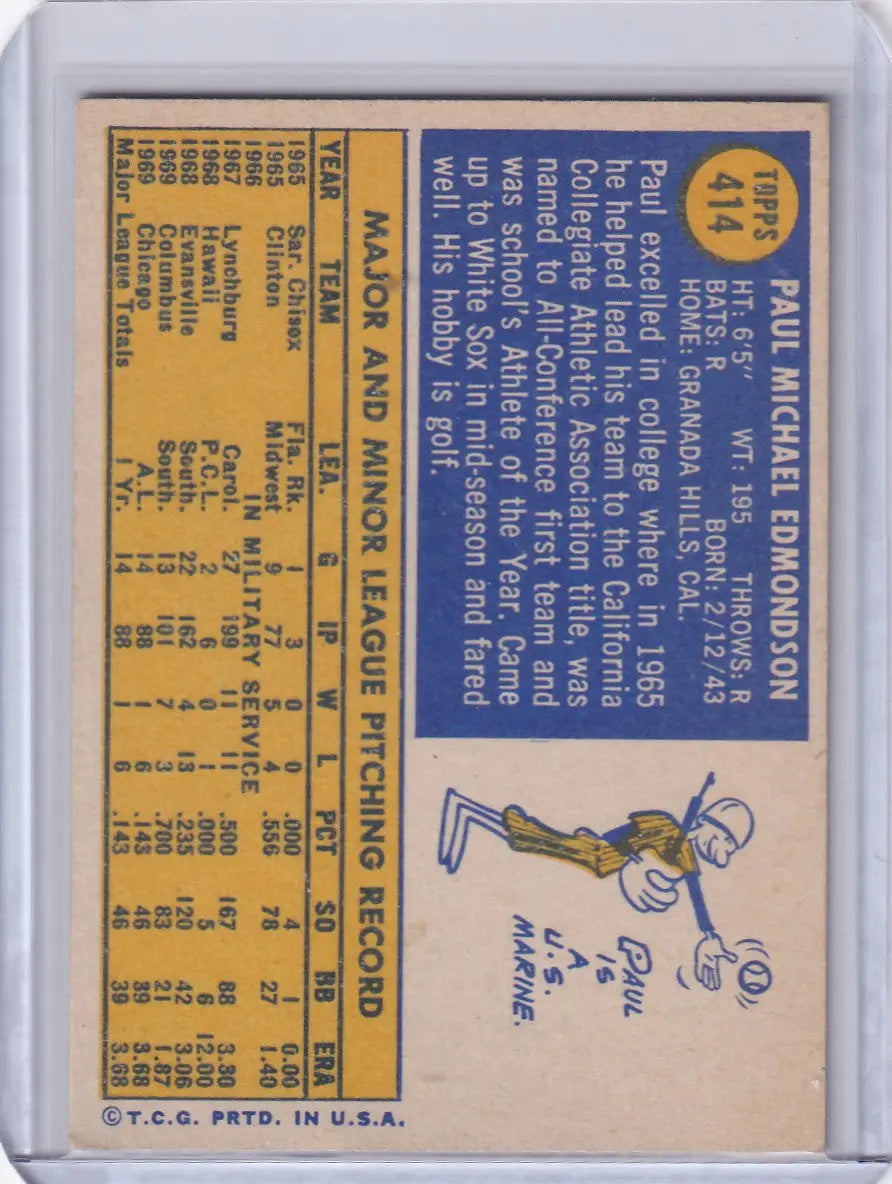 TOPPS
414
PAUL MICHAEL EDMONDSON
HT: 6'5" WT: 195 THROWS: R
BATS: R BORN: 2/12/43
HOME: GRANADA HILLS, CAL.
Paul excelled in college where in 1965
he helped lead his team to the California
Collegiate Athletic Association title, was
named to All-Conference first team and
was school's Athlete of the Year. Came
up to White Sox in mid-season and fared
well. His hobby is golf.
PAUL
IS
A
U.S.
MARINE.
MAJOR AND MINOR LEAGUE PITCHING RECORD
YEAR TEAM LEA. G IP W L PCT SO BB ERA
1965 Sar. Chisox Fla. Rk. 1 3 0 0 .000 4 1 0.00
1965 Clinton Midwest 9 77 5 4 .556 78 27 1.40
1966 IN MILITARY SERVICE
1967 Lynchburg Carol. 27 199 11 11 .500 167 88 3.30
1968 Hawaii P.C.L. 2 6 0 1 .000 5 6 12.00
1968 Evansville South. 22 162 4 13 .235 120 42 3.06
1969 Columbus South. 13 101 7 3 .700 83 21 1.87
1969 Chicago A.L. 14 88 1 6 .143 46 39 3.68
Major League Totals 1 Yr. 14 88 1 6 .143 46 39 3.68
© T.C.G. PRTD. IN U.S.A.